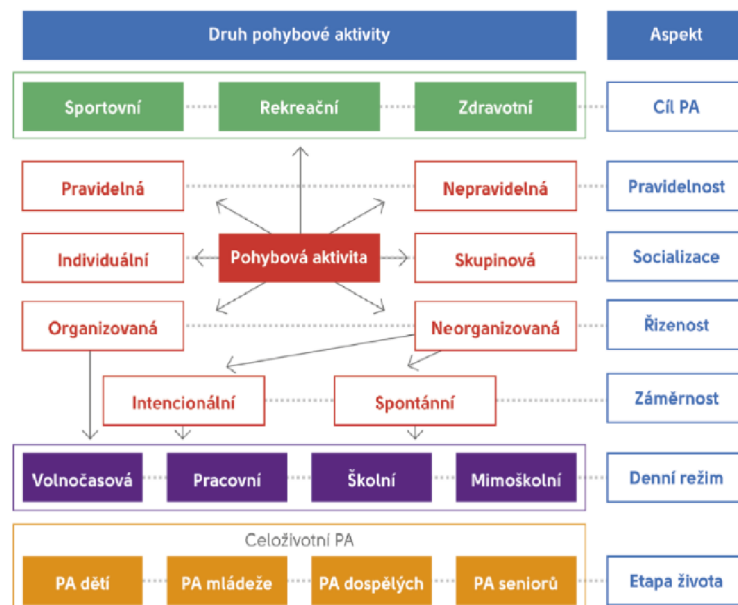 Druh pohybové aktivity
Aspekt
Sportovní
Rekreační
Zdravotní
Cíl PA
Pravidelná
Nepravidelná
Pravidelnost
Individuální
Pohybová aktivita
Skupinová
Socializace
Organizovaná
Neorganizovaná
Řizenost
Intencionální
Spontánní
Záměrnost
Volnočasová
Pracovní
Školní
Mimoškolní
Denní režim
Celoživotní PA
PA dětí
PA mládeže
PA dospělých
PA seniorů
Etapa života